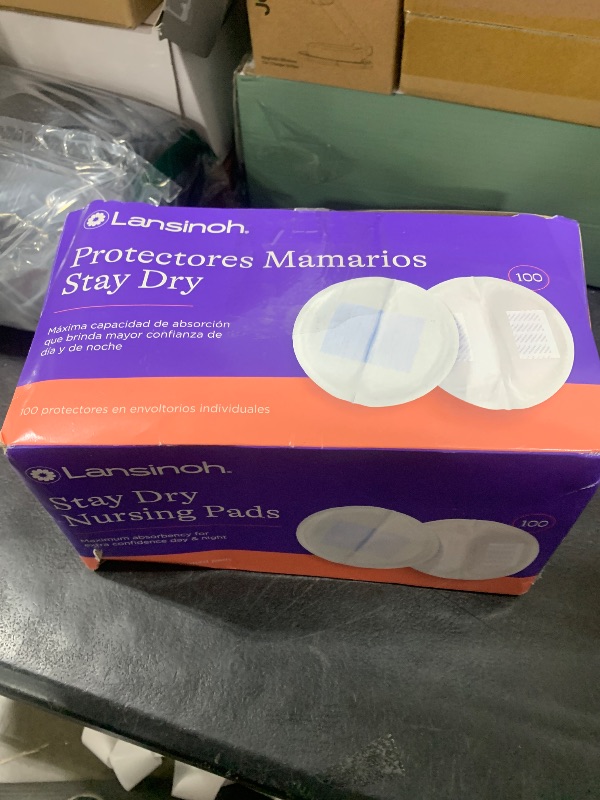 Lansinoh.
Protectores Mamarios
Stay Dry
100
Máxima capacidad de absorción
que brinda mayor confianza de
día y de noche
100 protectores en envoltorios individuales
Lansinoh.
Stay Dry
Nursing Pads
100
Maximum absorbency for
extra confidence day & night